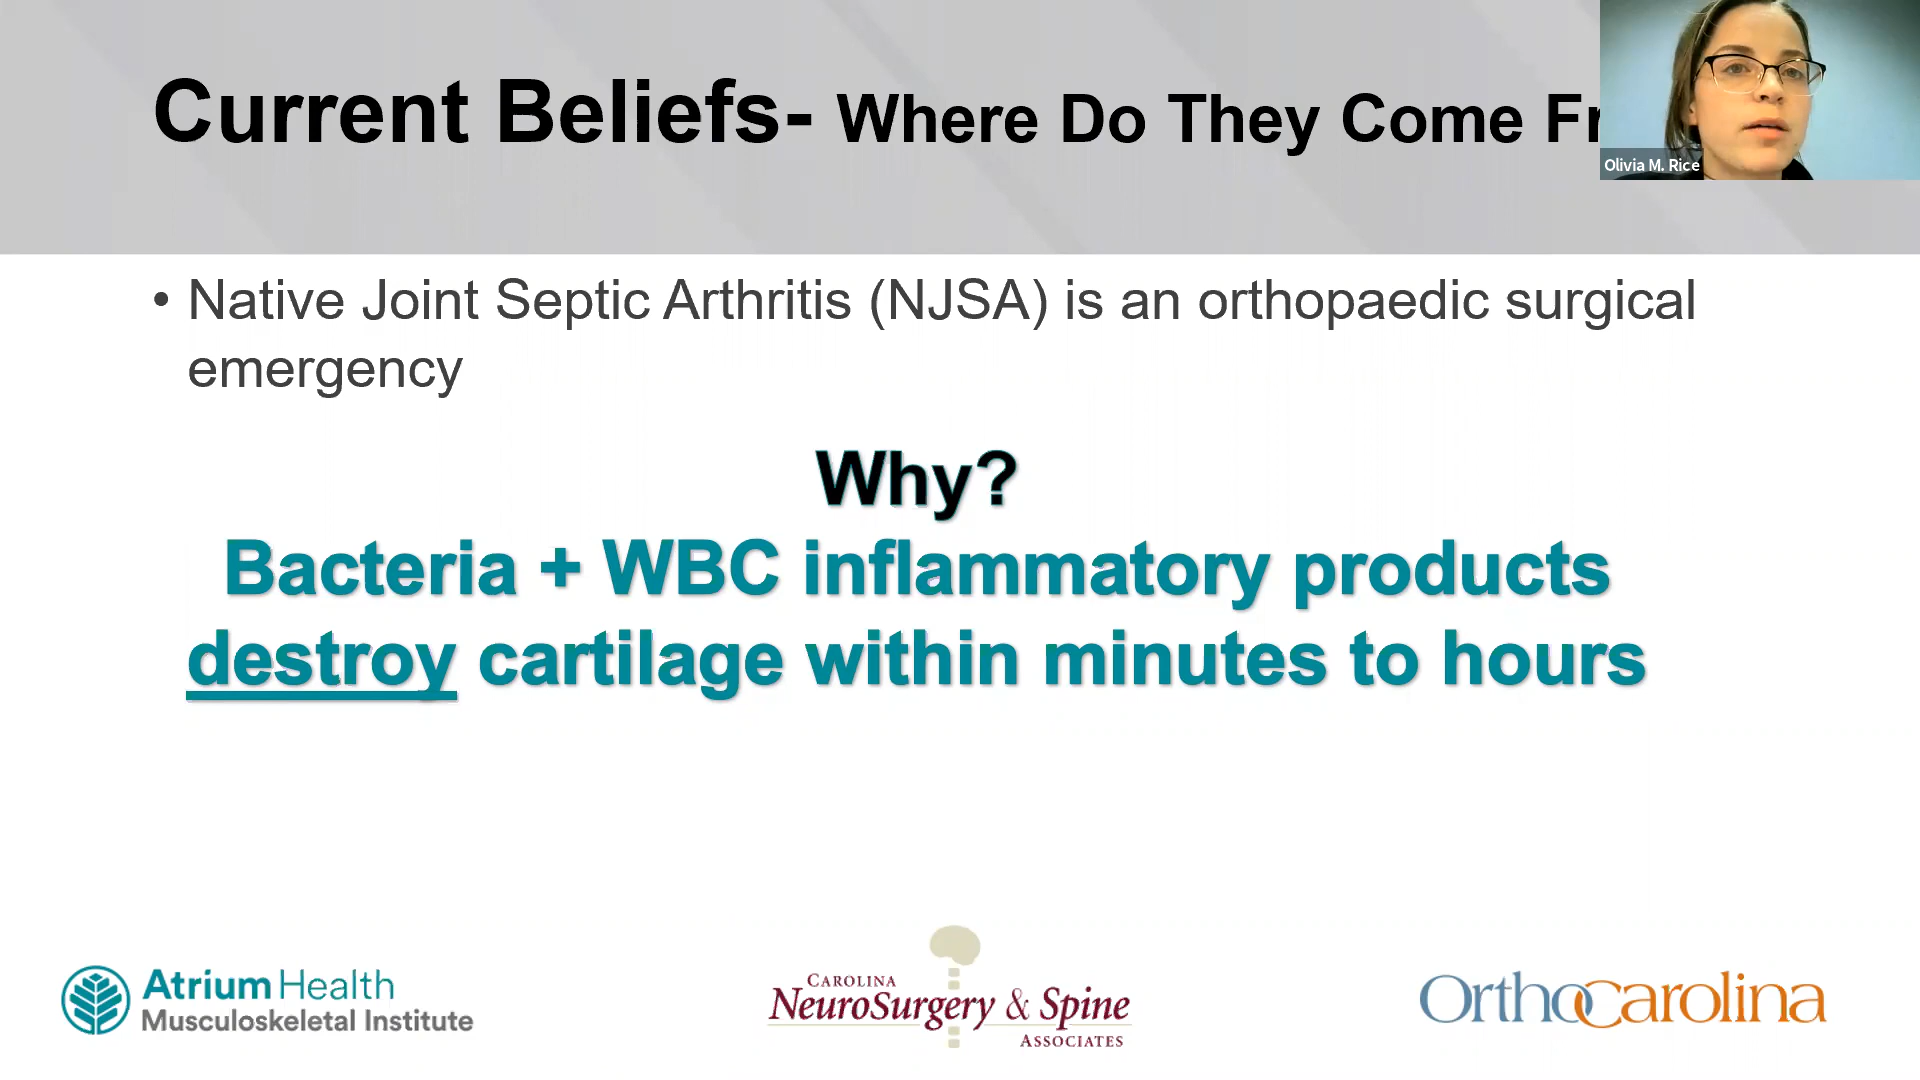 Current Beliefs- Where Do They Come Fr
Olivia M. Rice
• Native Joint Septic Arthritis (NJSA) is an orthopaedic surgical
emergency
Why?
Bacteria + WBC inflammatory products
destroy cartilage within minutes to hours
Atrium Health
Musculoskeletal Institute
CAROLINA
NEUROSURGERY & SPINE
ASSOCIATES
OrthoCarolina